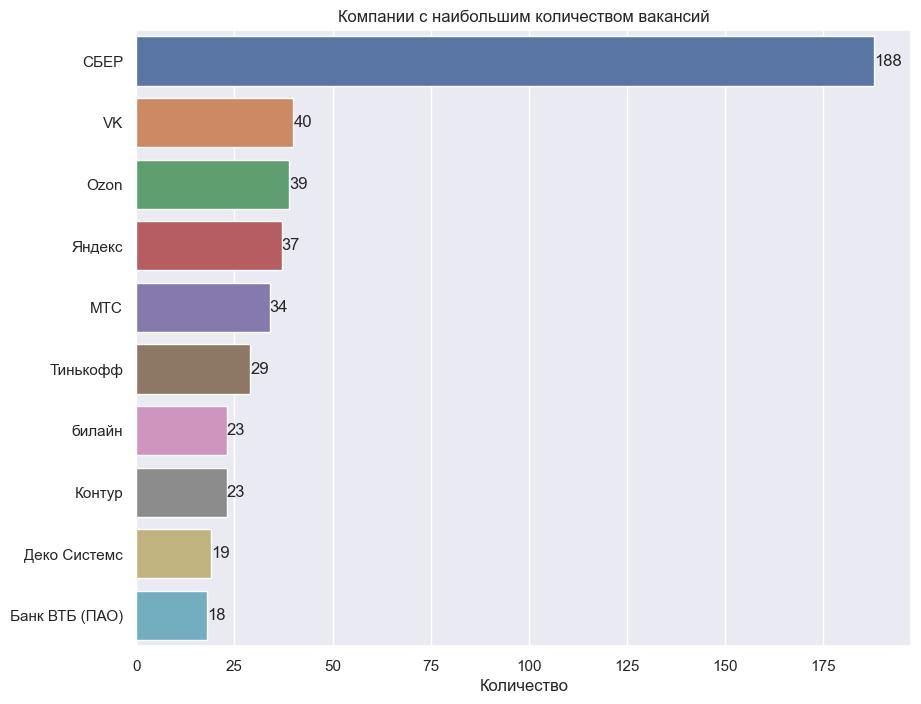 Компании с наибольшим количеством вакансий
СБЕР
188
VK
40
Ozon
39
Яндекс
37
МТС
34
Тинькофф
29
билайн
23
Контур
23
Деко Системс
19
Банк ВТБ (ПАО)
18
0 25 50 75 100 125 150 175
Количество